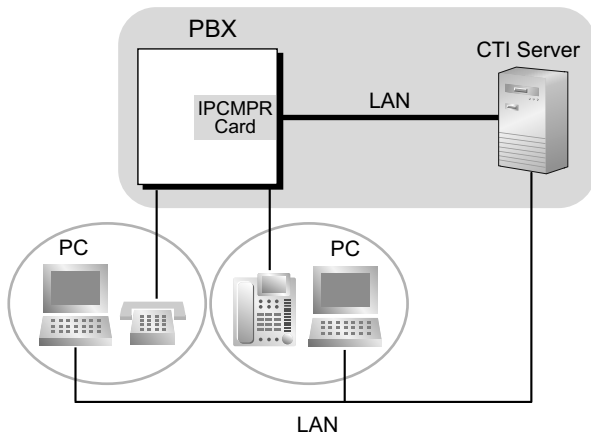 PBX
CTI Server
IPCMPR
Card
LAN
PC
PC
LAN